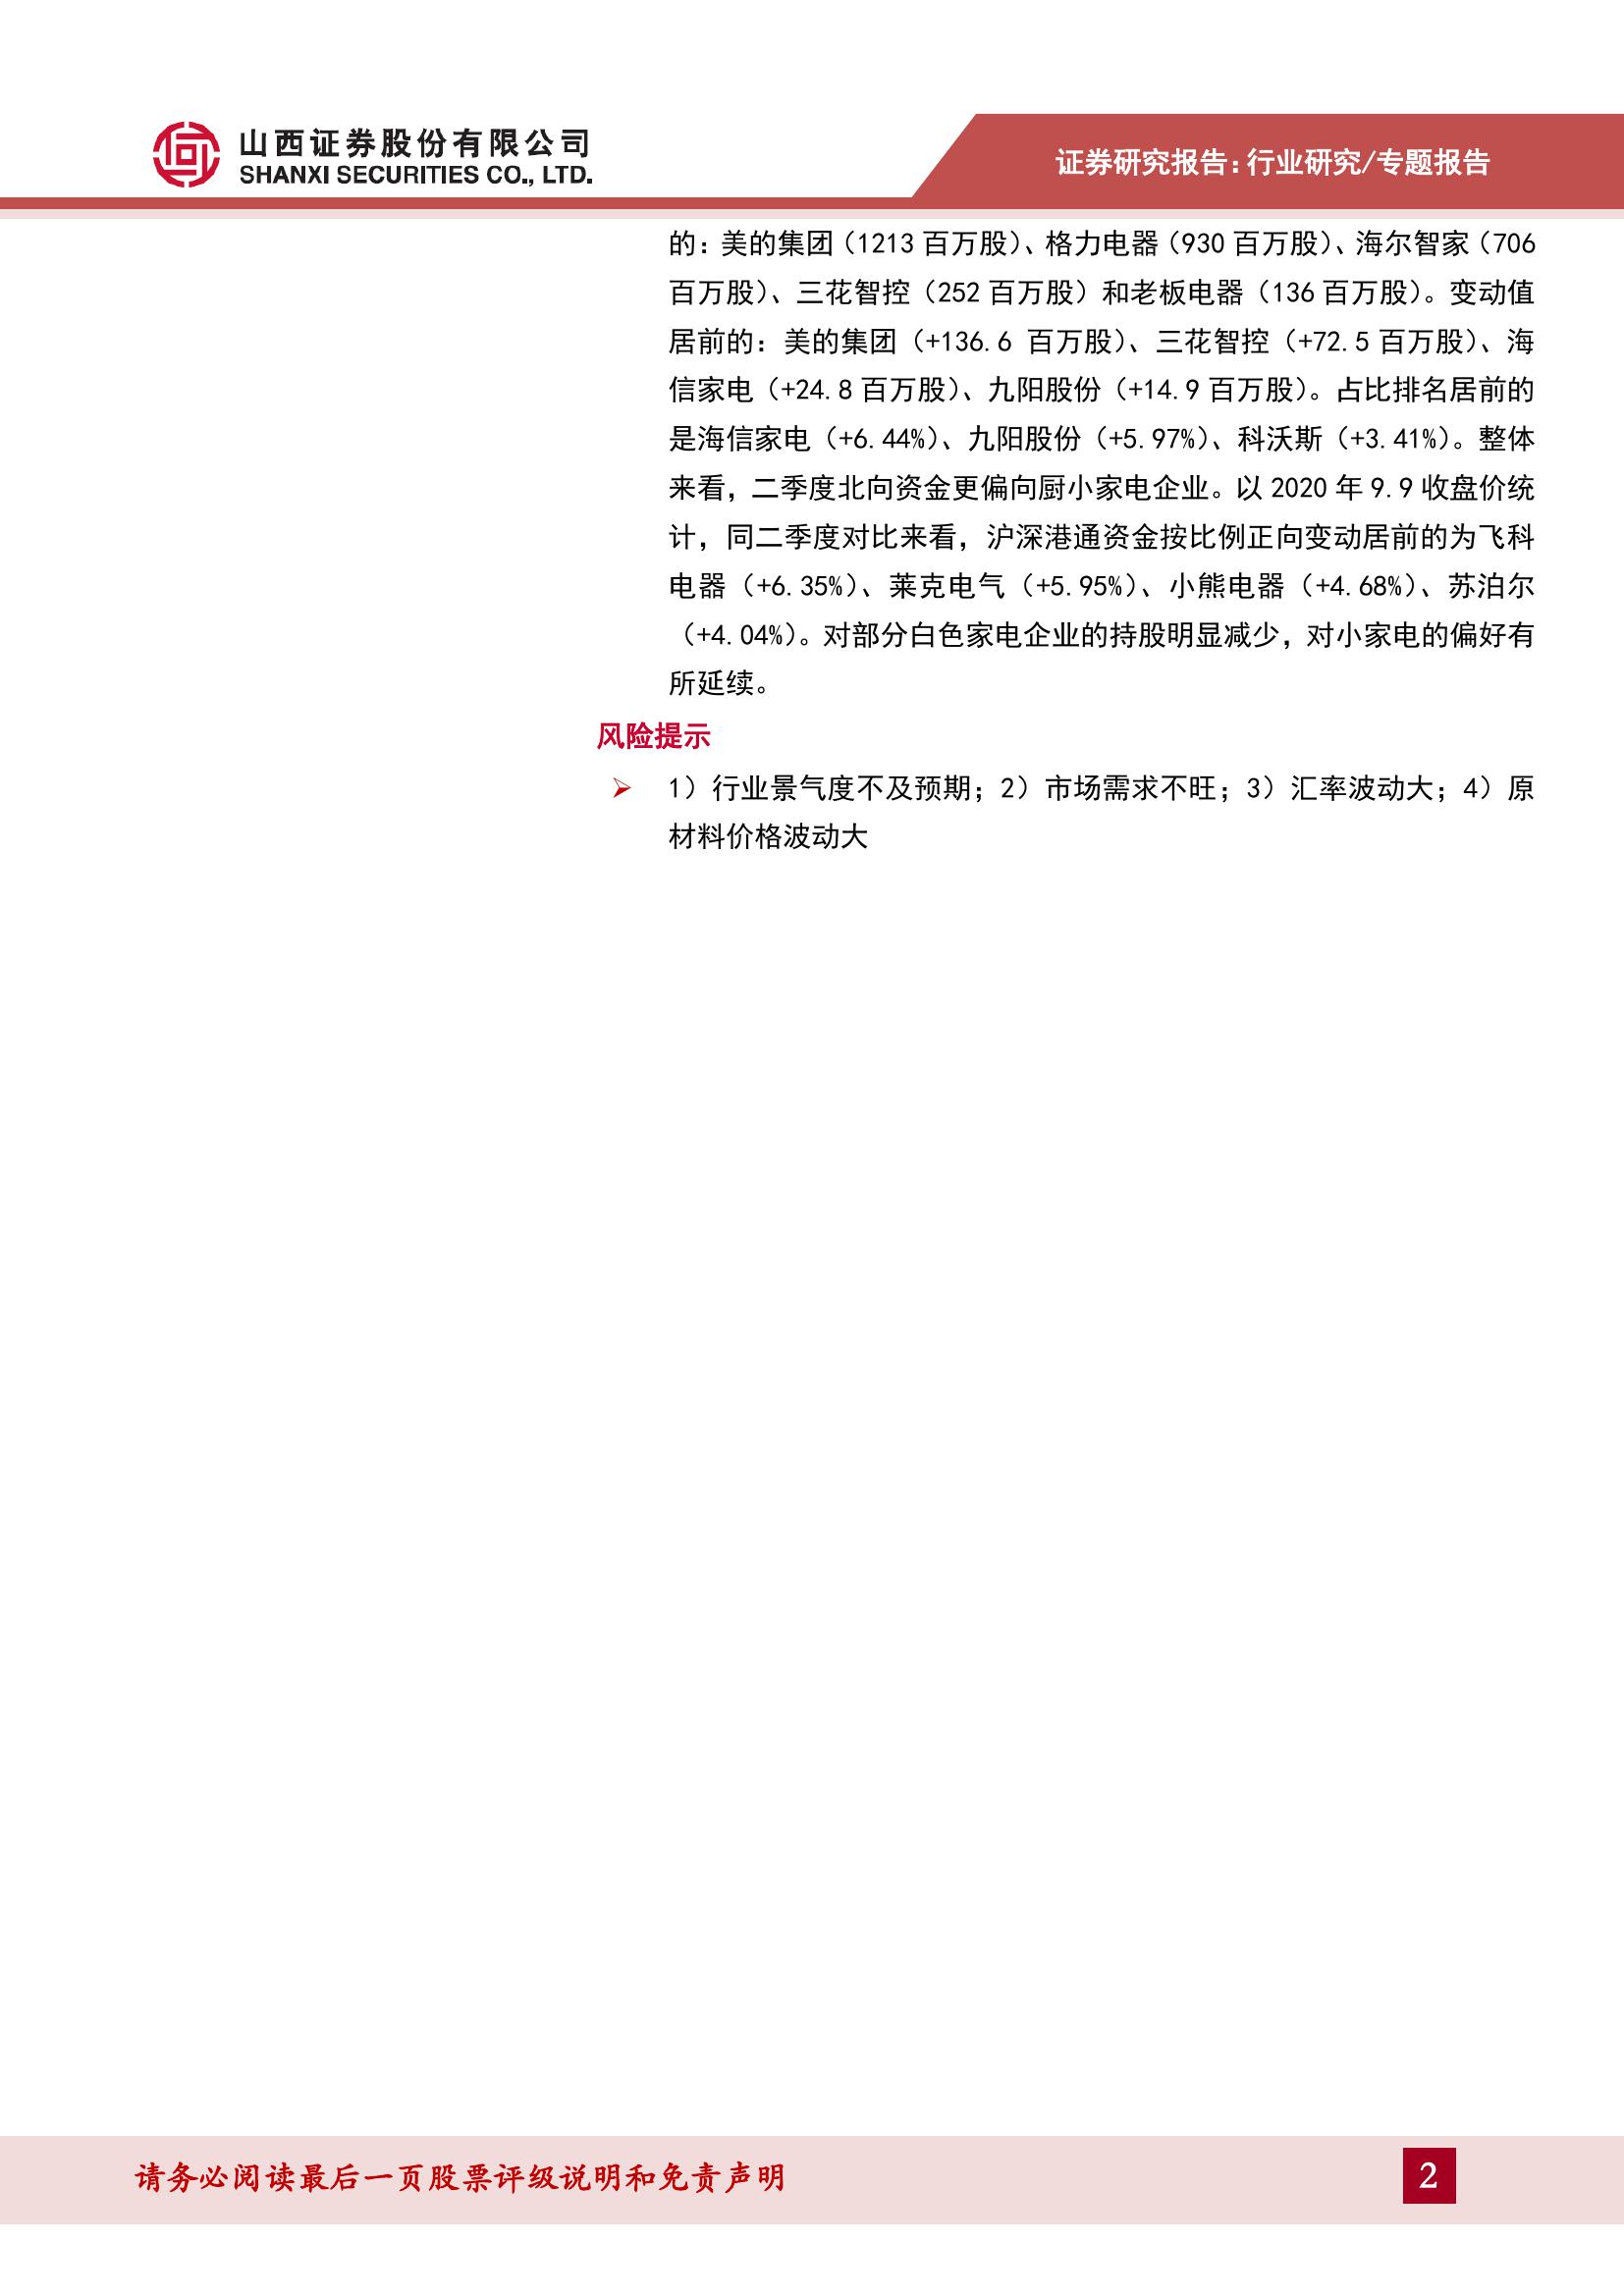 山西证券股份有限公司
SHANXI SECURITIES CO., LTD.
证券研究报告:行业研究/专题报告
的:美的集团(1213 百万股)、格力电器(930 百万股)、海尔智家(706
百万股)、三花智控(252 百万股)和老板电器(136 百万股)。变动值
居前的:美的集团(+136.6 百万股)、三花智控(+72.5 百万股)、海
信家电(+24.8 百万股)、九阳股份(+14.9 百万股)。占比排名居前的
是海信家电(+6.44%)、九阳股份(+5.97%)、科沃斯(+3.41%)。整体
来看,二季度北向资金更偏向厨小家电企业。以 2020 年 9.9 收盘价统
计,同二季度对比来看,沪深港通资金按比例正向变动居前的为飞科
电器(+6.35%)、莱克电气(+5.95%)、小熊电器(+4.68%)、苏泊尔
(+4.04%)。对部分白色家电企业的持股明显减少,对小家电的偏好有
所延续。
风险提示
➢ 1)行业景气度不及预期;2)市场需求不旺;3)汇率波动大;4)原
材料价格波动大
请务必阅读最后一页股票评级说明和免责声明
2